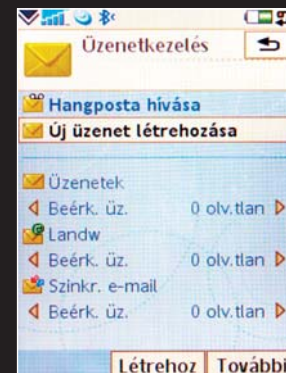 Üzenetkezelés
Hangposta hívása
Új üzenet létrehozása
Üzenetek
Beérk. üz. 0 olv.tlan
Landw
Beérk. üz. 0 olv.tlan
Szinkr. e-mail
Beérk. üz. 0 olv.tlan
Létrehoz További